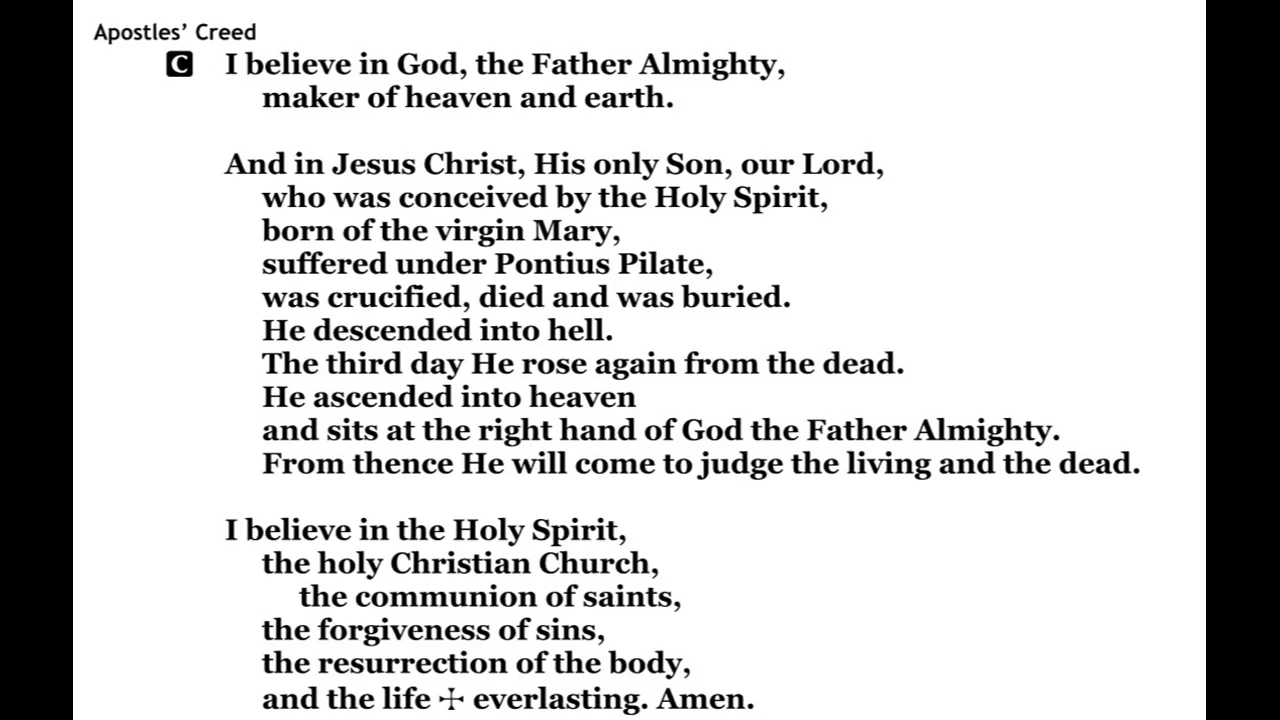 Apostles’ Creed
C I believe in God, the Father Almighty,
maker of heaven and earth.
And in Jesus Christ, His only Son, our Lord,
who was conceived by the Holy Spirit,
born of the virgin Mary,
suffered under Pontius Pilate,
was crucified, died and was buried.
He descended into hell.
The third day He rose again from the dead.
He ascended into heaven
and sits at the right hand of God the Father Almighty.
From thence He will come to judge the living and the dead.
I believe in the Holy Spirit,
the holy Christian Church,
the communion of saints,
the forgiveness of sins,
the resurrection of the body,
and the life ☩ everlasting. Amen.